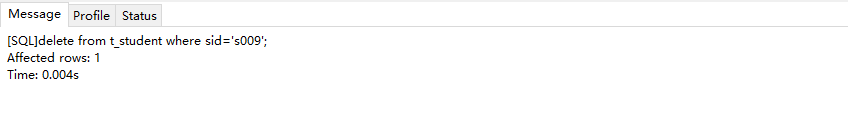 Message Profile Status
[SQL]delete from t_student where sid='s009';
Affected rows: 1
Time: 0.004s